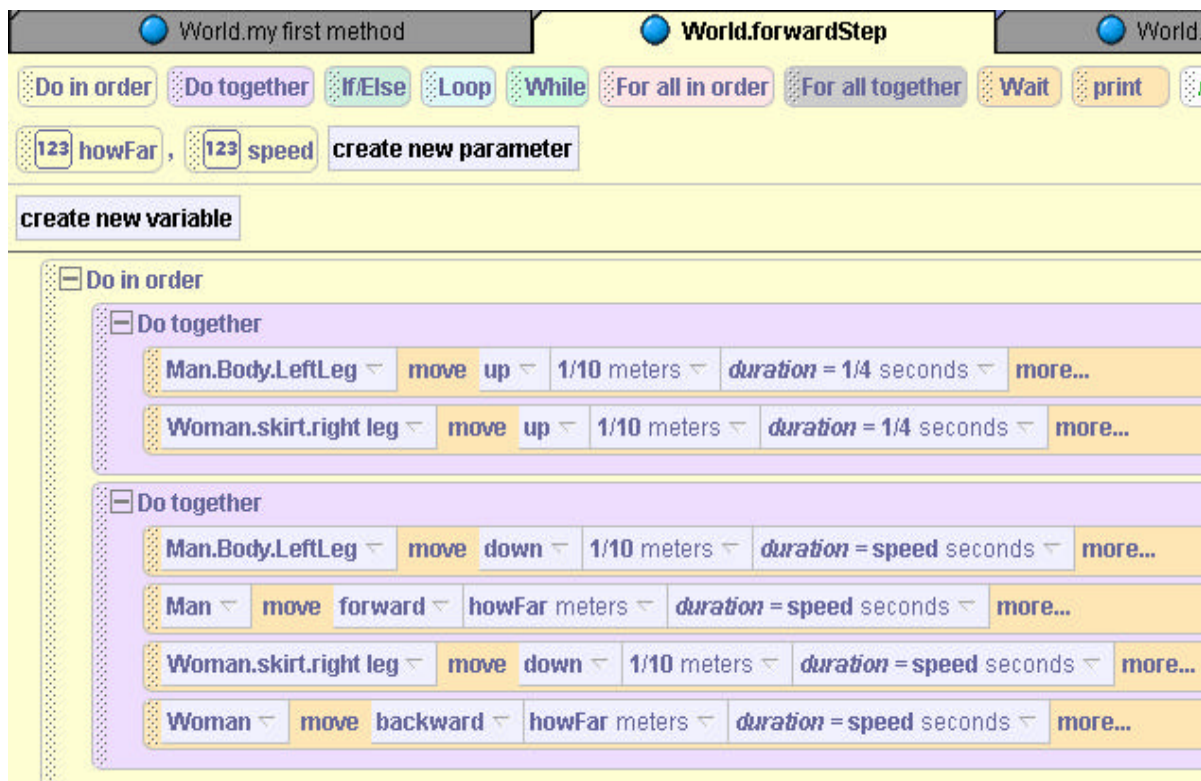 World.my first method World.forwardStep World.
Do in order Do together If/Else Loop While For all in order For all together Wait print
123 howFar, 123 speed create new parameter
create new variable
Do in order
Do together
Man.Body.LeftLeg move up 1/10 meters duration = 1/4 seconds more...
Woman.skirt.right leg move up 1/10 meters duration = 1/4 seconds more...
Do together
Man.Body.LeftLeg move down 1/10 meters duration = speed seconds more...
Man move forward howFar meters duration = speed seconds more...
Woman.skirt.right leg move down 1/10 meters duration = speed seconds more...
Woman move backward howFar meters duration = speed seconds more...